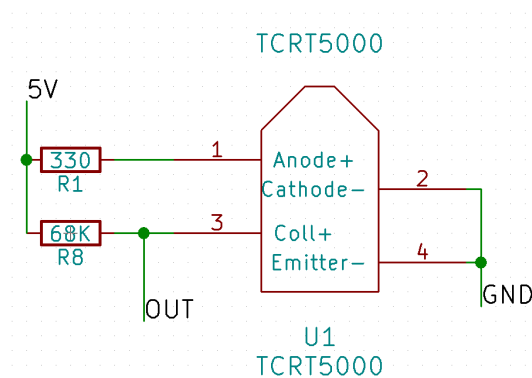 TCRT5000
5V
330
R1
1
Anode+
Cathode-
2
68K
R8
3
Coll+
Emitter-
4
OUT
GND
U1
TCRT5000